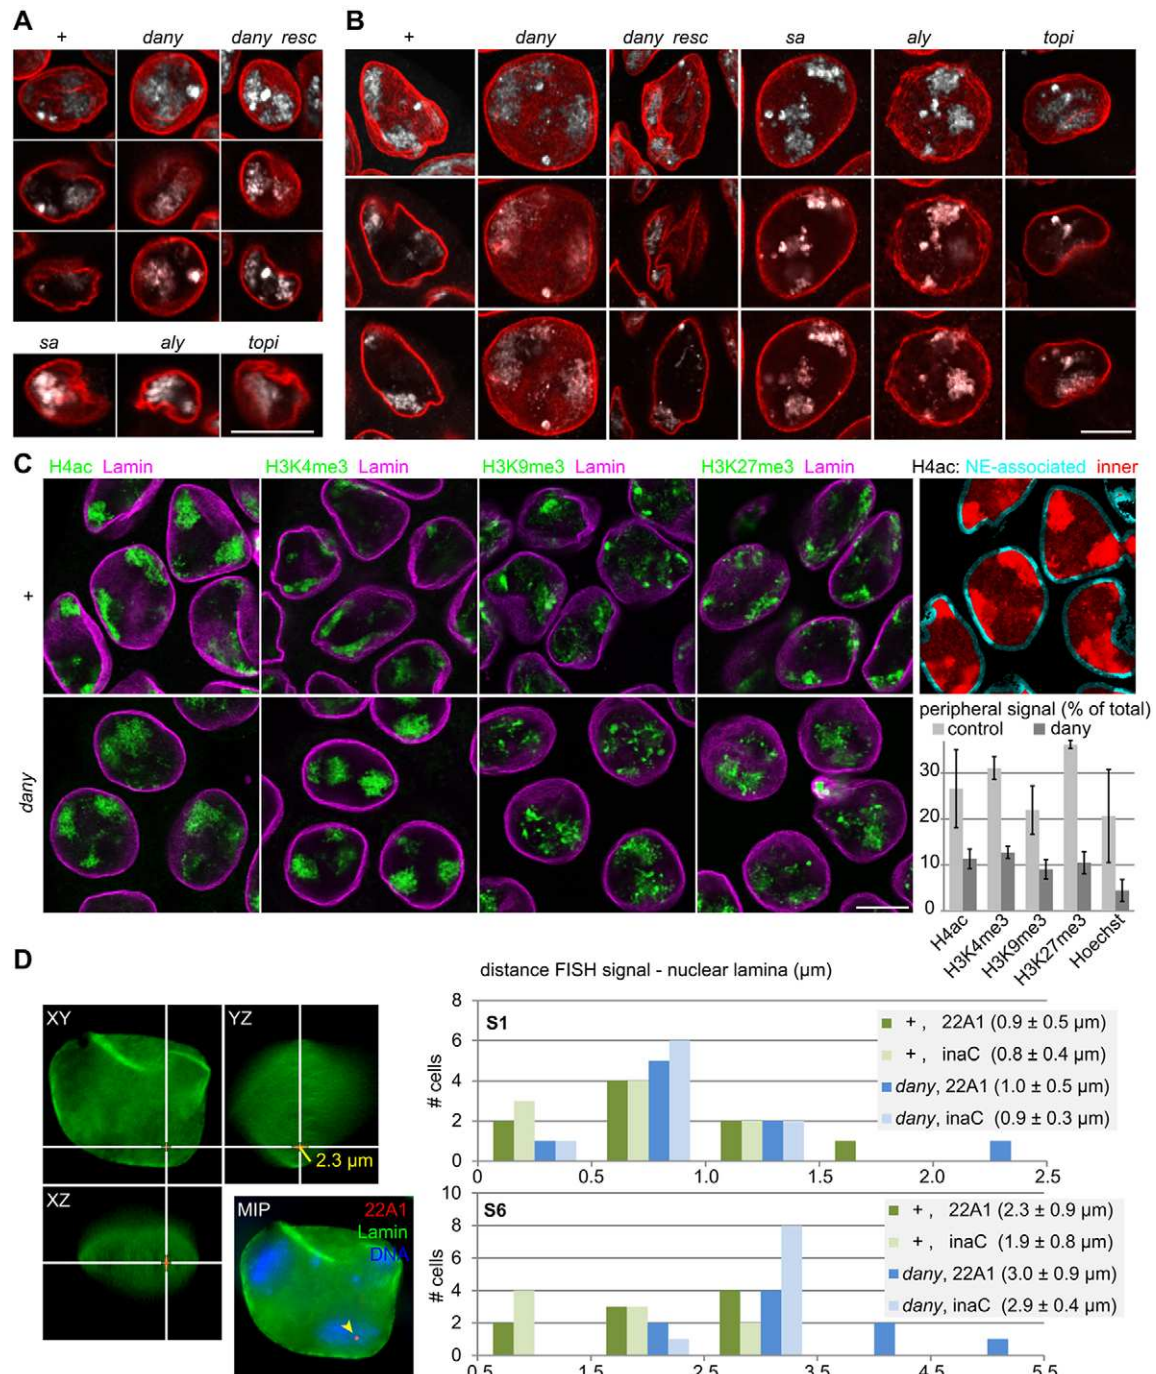 A
+ dany dany resc
sa aly topi
B
+ dany dany resc sa aly topi
C
H4ac Lamin H3K4me3 Lamin H3K9me3 Lamin H3K27me3 Lamin H4ac: NE-associated inner
+
dany
peripheral signal (% of total)
control dany
30
20
10
0
H4ac H3K4me3 H3K9me3 H3K27me3 Hoechst
D
XY
YZ
2.3 µm
XZ
MIP 22A1
Lamin
DNA
distance FISH signal - nuclear lamina (µm)
S1
# cells
8
6
4
2
0
0 0.5 1.5 2.0 2.5
+ , 22A1 (0.9 ± 0.5 µm)
+ , inaC (0.8 ± 0.4 µm)
dany, 22A1 (1.0 ± 0.5 µm)
dany, inaC (0.9 ± 0.3 µm)
S6
# cells
10
8
6
4
2
0
0.5 1.5 2.5 3.5 4.5 5.5
+ , 22A1 (2.3 ± 0.9 µm)
+ , inaC (1.9 ± 0.8 µm)
dany, 22A1 (3.0 ± 0.9 µm)
dany, inaC (2.9 ± 0.4 µm)